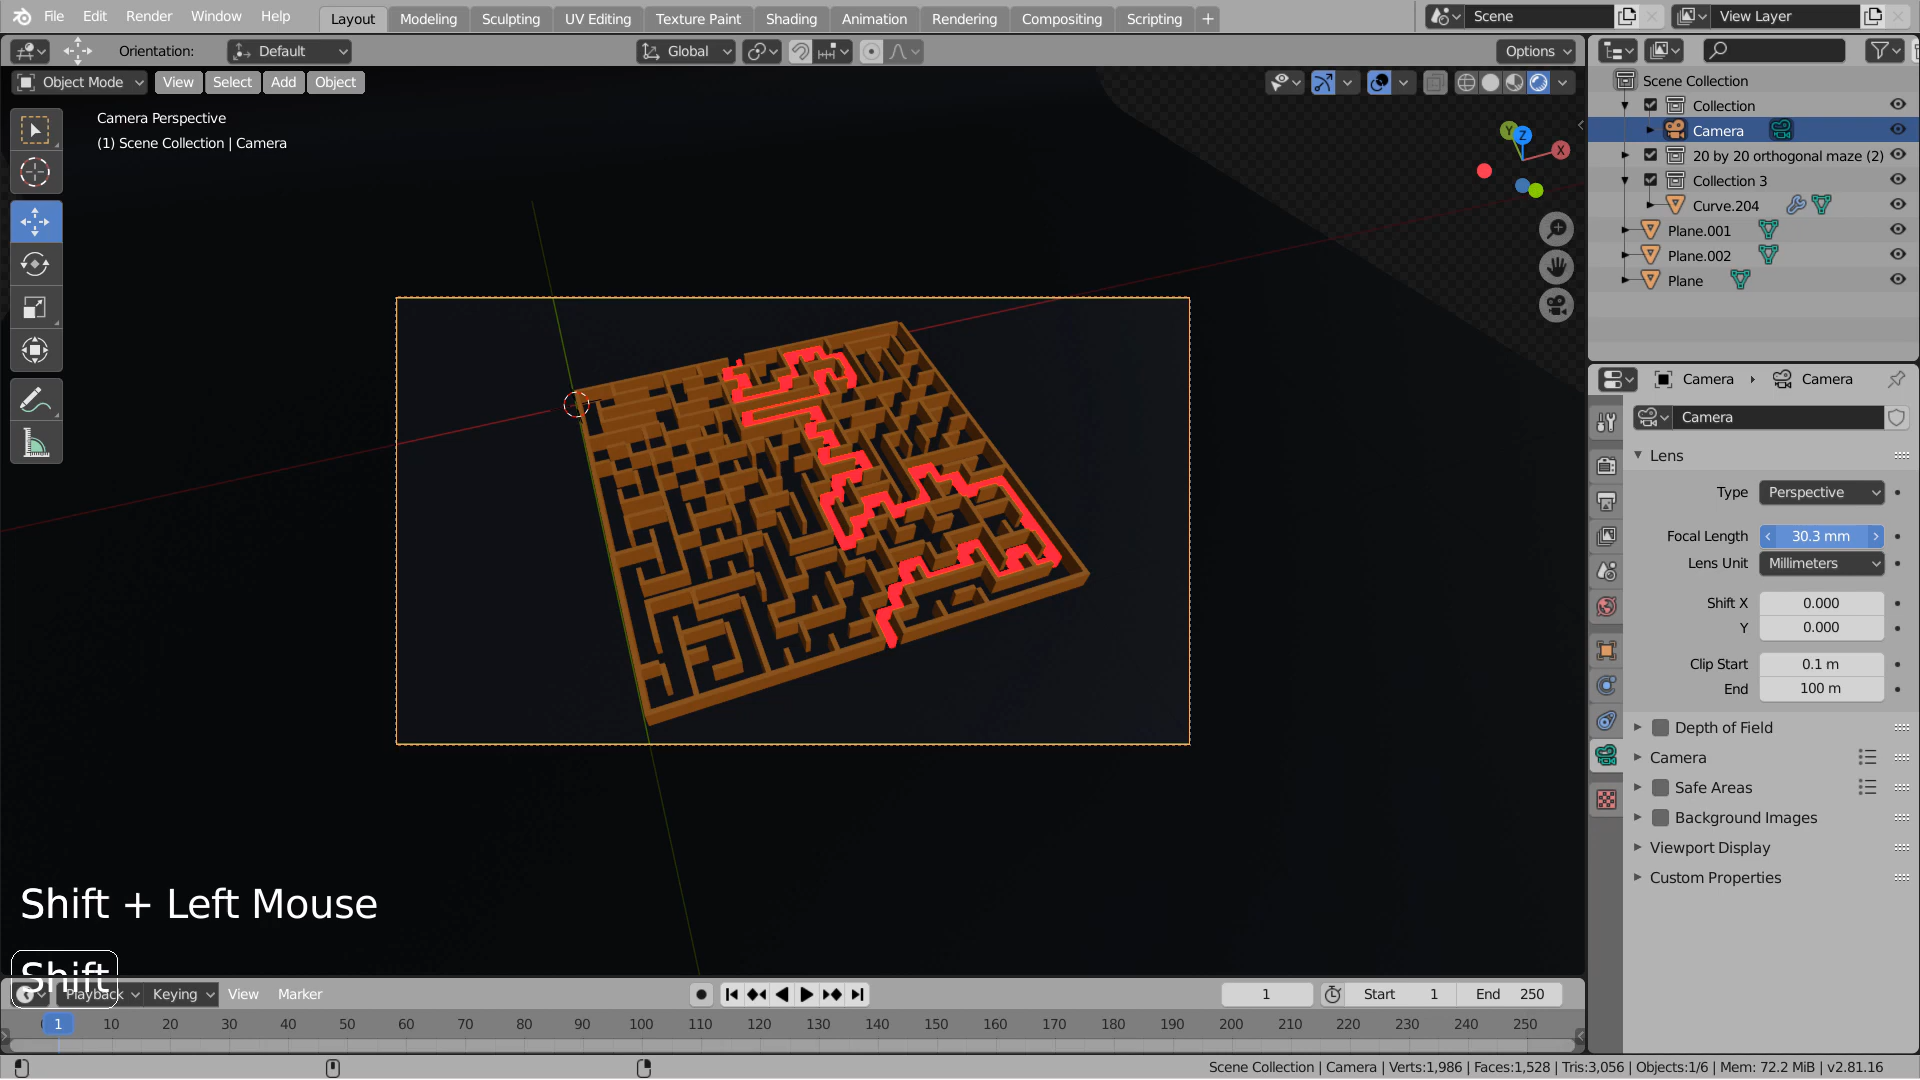 File Edit Render Window Help Layout Modeling Sculpting UV Editing Texture Paint Shading Animation Rendering Compositing Scripting + Scene View Layer
Orientation: Default Global Options
Object Mode View Select Add Object
Camera Perspective
(1) Scene Collection | Camera
Y Z X
Scene Collection
Collection
Camera
20 by 20 orthogonal maze (2)
Collection 3
Curve.204
Plane.001
Plane.002
Plane
Camera Camera
Camera
Lens
Type Perspective
Focal Length 30.3 mm
Lens Unit Millimeters
Shift X 0.000
Y 0.000
Clip Start 0.1 m
End 100 m
Depth of Field
Camera
Safe Areas
Background Images
Viewport Display
Custom Properties
Shift + Left Mouse
Shift
Playback Keying View Marker 1 Start 1 End 250
1 10 20 30 40 50 60 70 80 90 100 110 120 130 140 150 160 170 180 190 200 210 220 230 240 250
Scene Collection | Camera | Verts:1,986 | Faces:1,528 | Tris:3,056 | Objects:1/6 | Mem: 72.2 MiB | v2.81.16